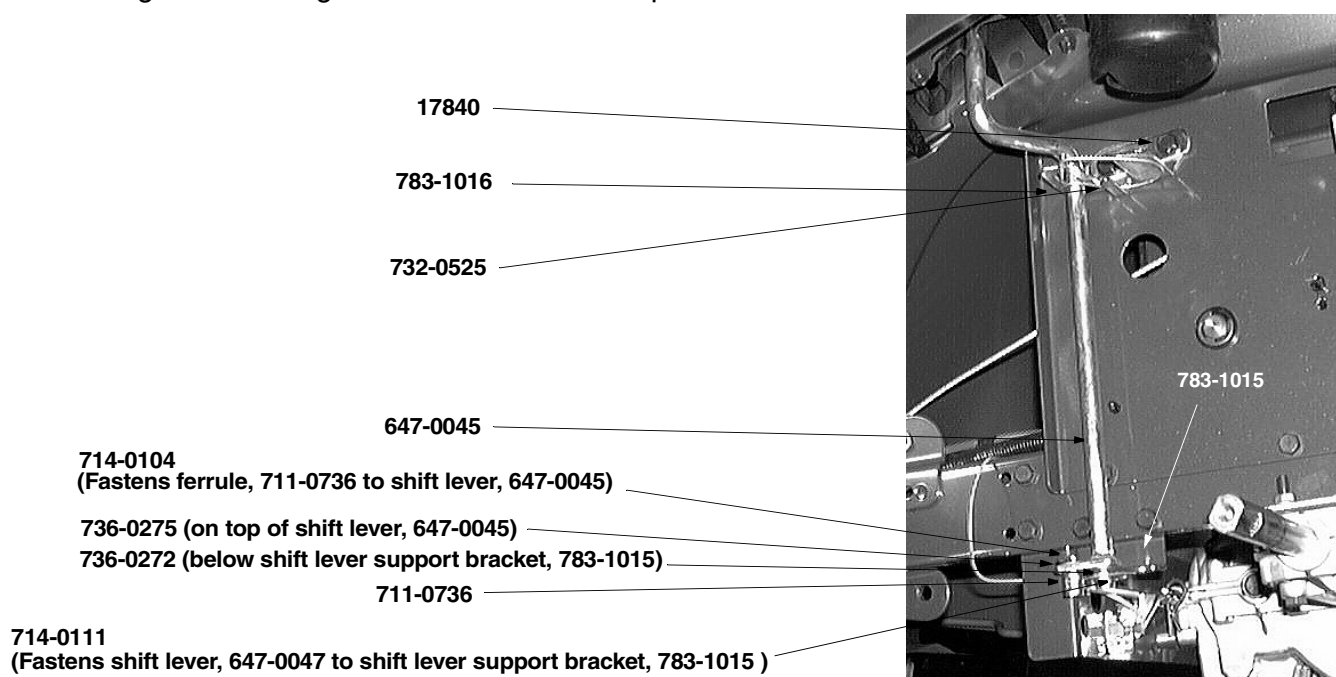 17840
783-1016
732-0525
783-1015
647-0045
714-0104
(Fastens ferrule, 711-0736 to shift lever, 647-0045)
736-0275 (on top of shift lever, 647-0045)
736-0272 (below shift lever support bracket, 783-1015)
711-0736
714-0111
(Fastens shift lever, 647-0047 to shift lever support bracket, 783-1015 )